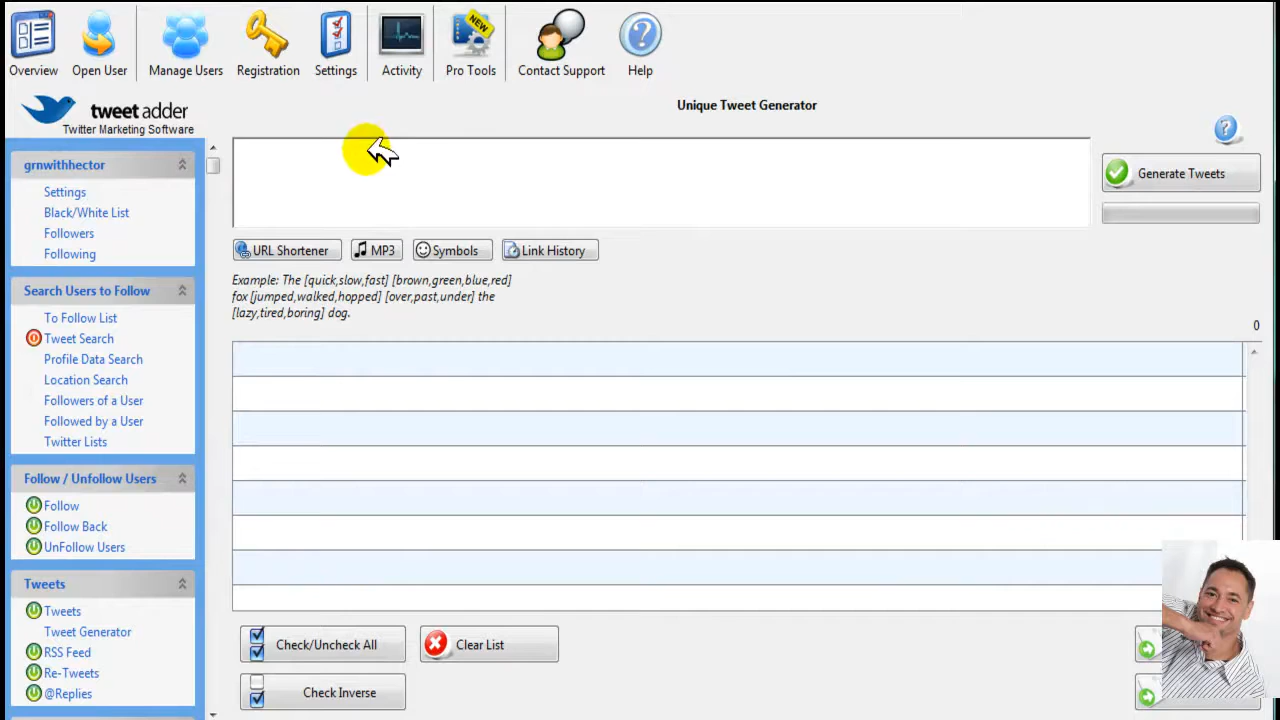 Overview
Open User
Manage Users
Registration
Settings
Activity
NEW
Pro Tools
Contact Support
Help
tweet adder
Twitter Marketing Software
Unique Tweet Generator
Generate Tweets
grnwithhector
Settings
Black/White List
Followers
Following
URL Shortener
MP3
Symbols
Link History
Example: The [quick,slow,fast] [brown,green,blue,red]
fox [jumped,walked,hopped] [over,past,under] the
[lazy,tired,boring] dog.
0
Search Users to Follow
To Follow List
Tweet Search
Profile Data Search
Location Search
Followers of a User
Followed by a User
Twitter Lists
Follow / Unfollow Users
Follow
Follow Back
UnFollow Users
Tweets
Tweets
Tweet Generator
RSS Feed
Re-Tweets
@Replies
Check/Uncheck All
Clear List
Check Inverse